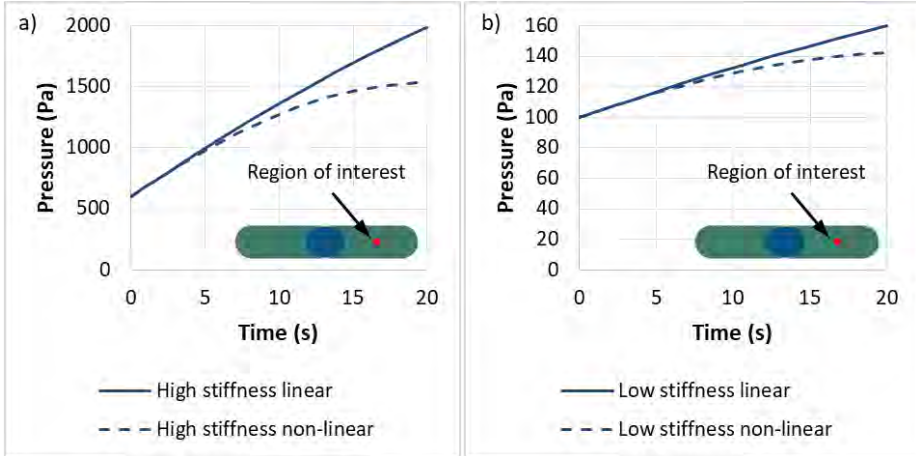 a)
2000
1500
1000
500
0
Pressure (Pa)
0 5 10 15 20
Time (s)
Region of interest
High stiffness linear
High stiffness non-linear
b)
160
140
120
100
80
60
40
20
0
Pressure (Pa)
0 5 10 15 20
Time (s)
Region of interest
Low stiffness linear
Low stiffness non-linear